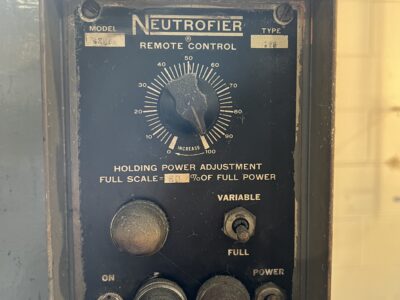 MODEL
NEUTROFIER
®
TYPE
REMOTE CONTROL
0 10 20 30 40 50 60 70 80 90 100
INCREASE
HOLDING POWER ADJUSTMENT
FULL SCALE= % OF FULL POWER
VARIABLE
FULL
ON
POWER